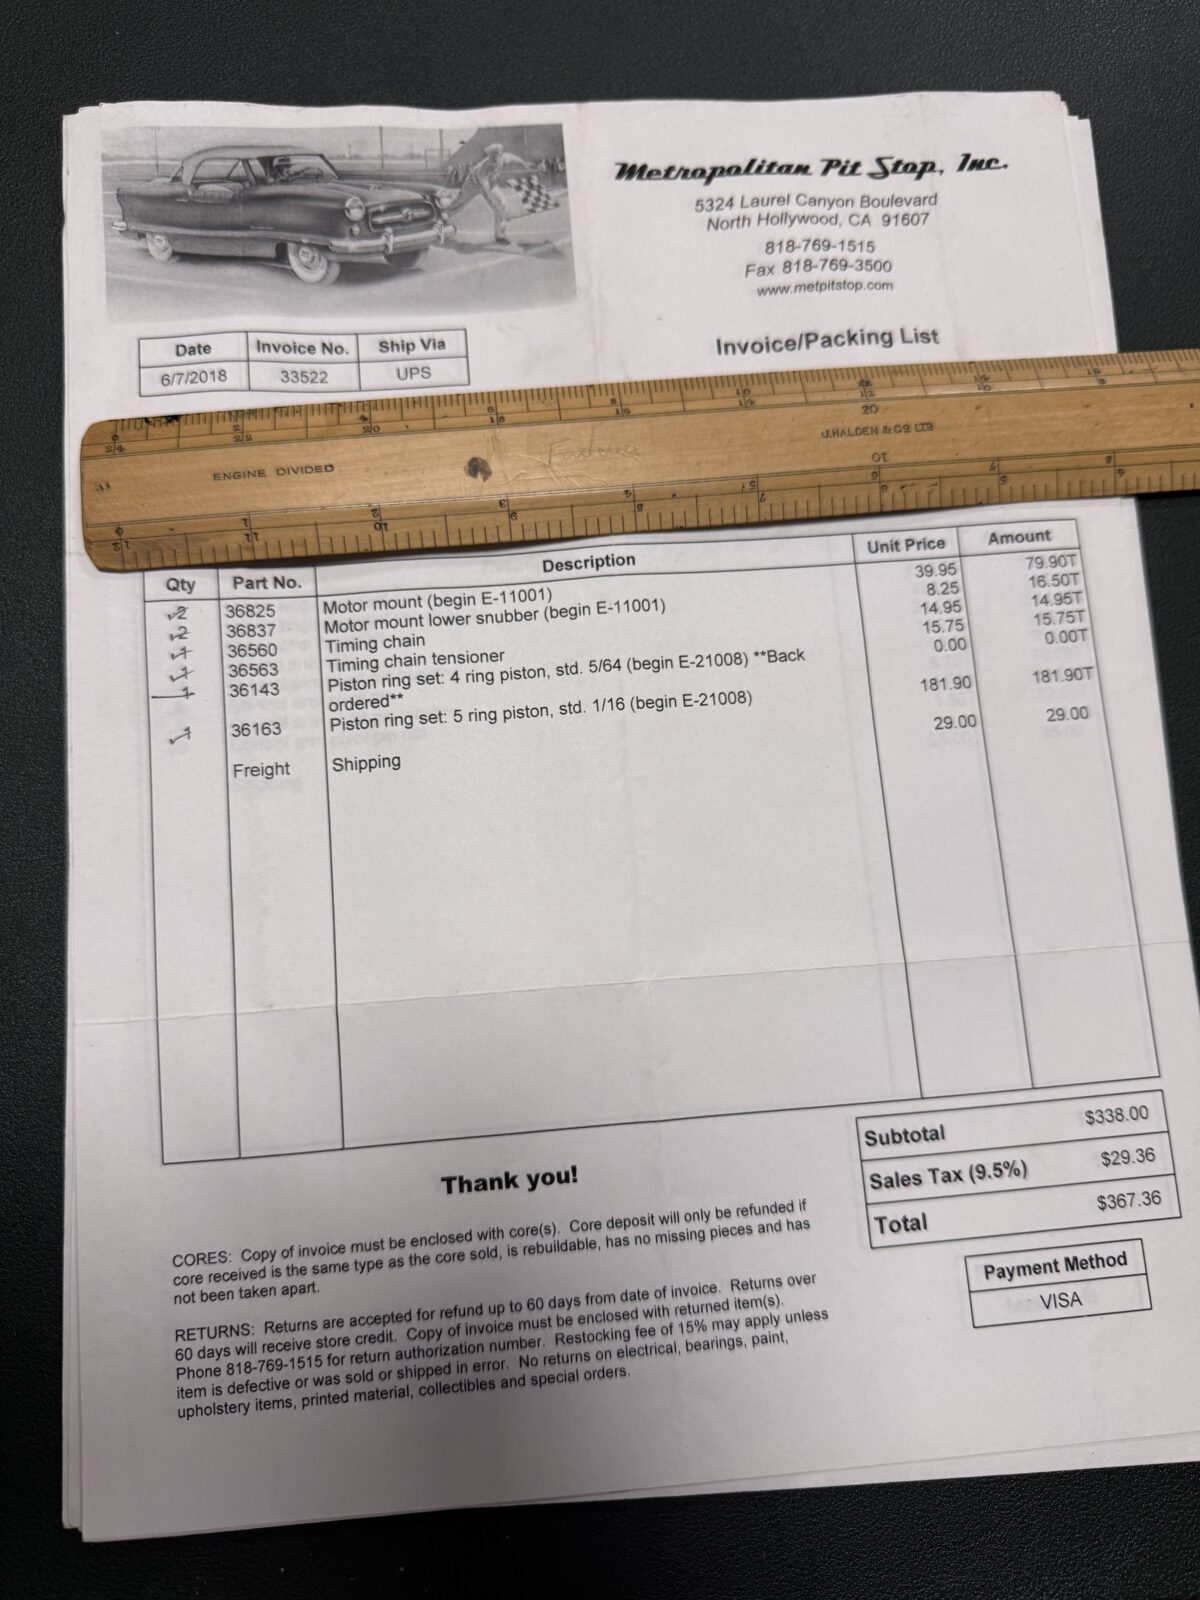 Metropolitan Pit Stop, Inc.
5324 Laurel Canyon Boulevard
North Hollywood, CA 91607
818-769-1515
Fax 818-769-3500
www.metpitstop.com
Invoice/Packing List
Date Invoice No. Ship Via
6/7/2018 33522 UPS
J.HALDEN & CO LTD
ENGINE DIVIDED
Qty Part No. Description Unit Price Amount
2 36825 Motor mount (begin E-11001) 39.95 79.90T
2 36837 Motor mount lower snubber (begin E-11001) 8.25 16.50T
1 36560 Timing chain 14.95 14.95T
1 36563 Timing chain tensioner 15.75 15.75T
1 36143 Piston ring set: 4 ring piston, std. 5/64 (begin E-21008) **Back 0.00 0.00T
ordered**
1 36163 Piston ring set: 5 ring piston, std. 1/16 (begin E-21008) 181.90 181.90T
Freight Shipping 29.00 29.00
Subtotal $338.00
Sales Tax (9.5%) $29.36
Total $367.36
Payment Method
VISA
Thank you!
CORES: Copy of invoice must be enclosed with core(s). Core deposit will only be refunded if
core received is the same type as the core sold, is rebuildable, has no missing pieces and has
not been taken apart.
RETURNS: Returns are accepted for refund up to 60 days from date of invoice. Returns over
60 days will receive store credit. Copy of invoice must be enclosed with returned item(s).
Phone 818-769-1515 for return authorization number. Restocking fee of 15% may apply unless
item is defective or was sold or shipped in error. No returns on electrical, bearings, paint,
upholstery items, printed material, collectibles and special orders.